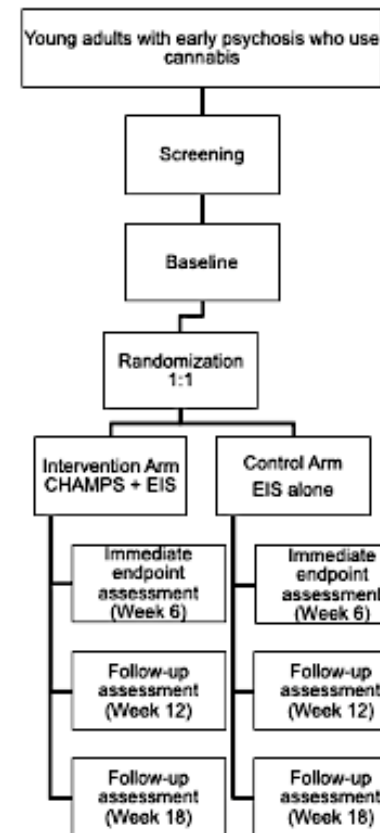 Young adults with early psychosis who use
cannabis
Screening
Baseline
Randomization
1:1
Intervention Arm
CHAMPS + EIS
Control Arm
EIS alone
Immediate
endpoint
assessment
(Week 6)
Immediate
endpoint
assessment
(Week 6)
Follow-up
assessment
(Week 12)
Follow-up
assessment
(Week 12)
Follow-up
assessment
(Week 18)
Follow-up
assessment
(Week 18)